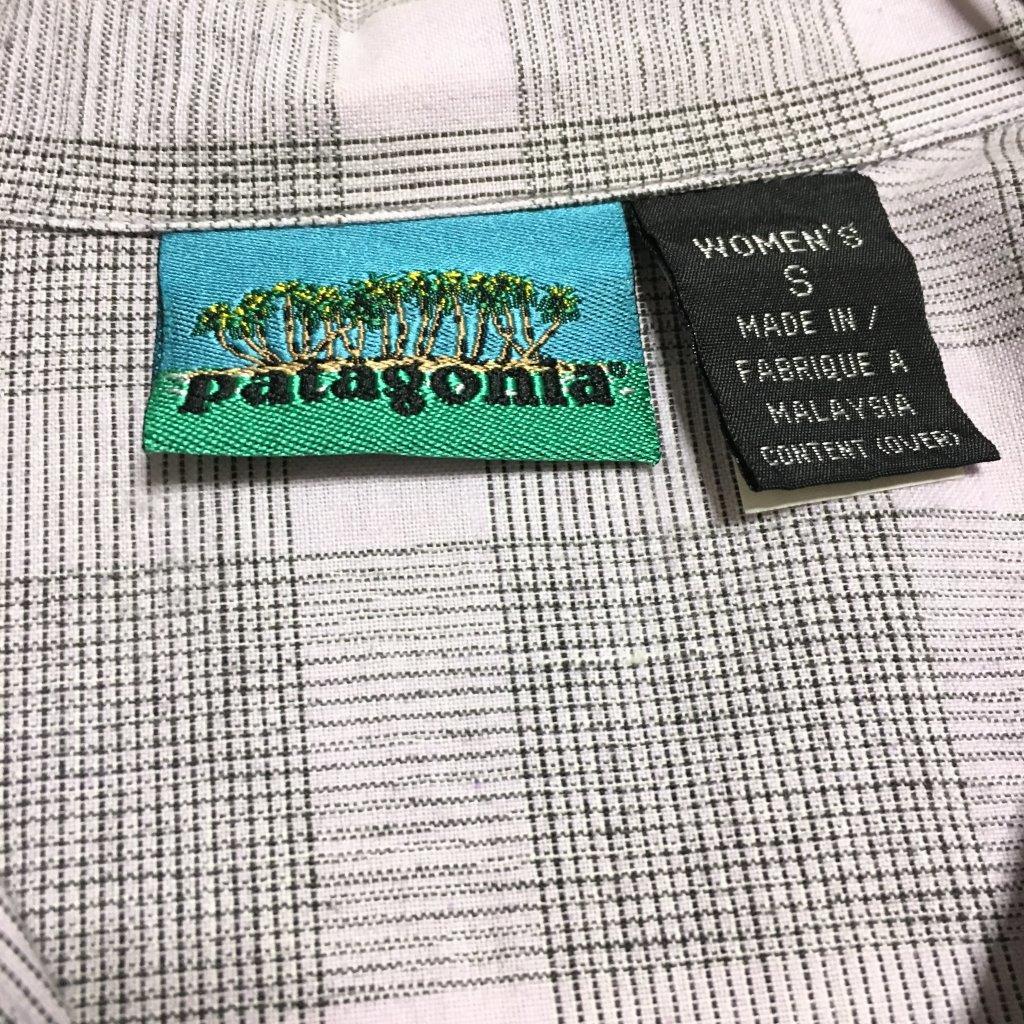 patagonia®
WOMEN'S
S
MADE IN /
FABRIQUE A
MALAYSIA
CONTENT (OVER)